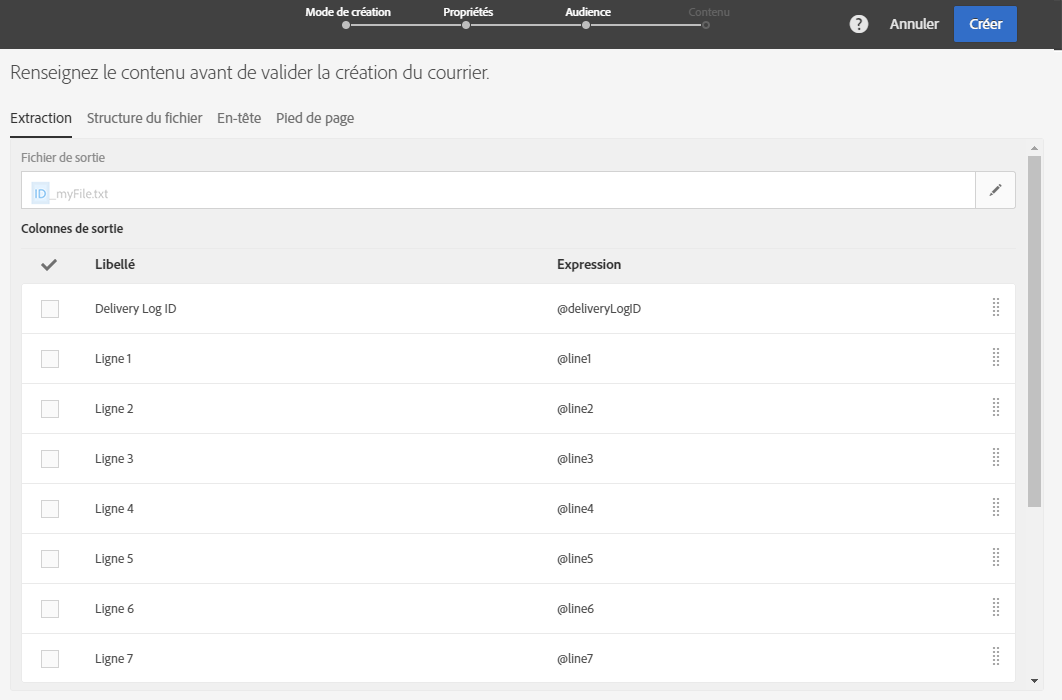 Mode de création Propriétés Audience Contenu
? Annuler Créer
Renseignez le contenu avant de valider la création du courrier.
Extraction Structure du fichier En-tête Pied de page
Fichier de sortie
ID _myFile.txt
Colonnes de sortie
Libellé Expression
Delivery Log ID @deliveryLogID
Ligne 1 @line1
Ligne 2 @line2
Ligne 3 @line3
Ligne 4 @line4
Ligne 5 @line5
Ligne 6 @line6
Ligne 7 @line7